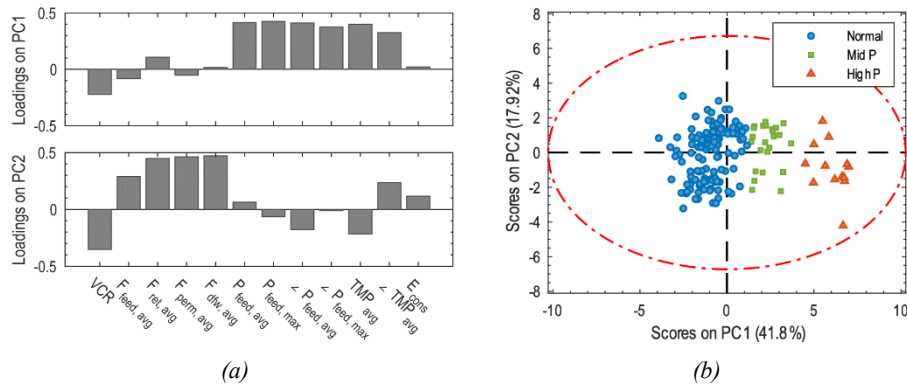 (a)
0.5
0
-0.5
Loadings on PC1
0.5
0
-0.5
Loadings on PC2
VCR
F feed, avg
F ret, avg
F perm, avg
F dfw, avg
P feed, avg
P feed, max
< P feed, avg
< P feed, max
TMP avg
< TMP avg
E cons
(a)
(b)
8
6
4
2
0
-2
-4
-6
-8
Scores on PC2 (17.92%)
Normal
Mid P
High P
-10
-5
0
5
10
Scores on PC1 (41.8%)
(b)